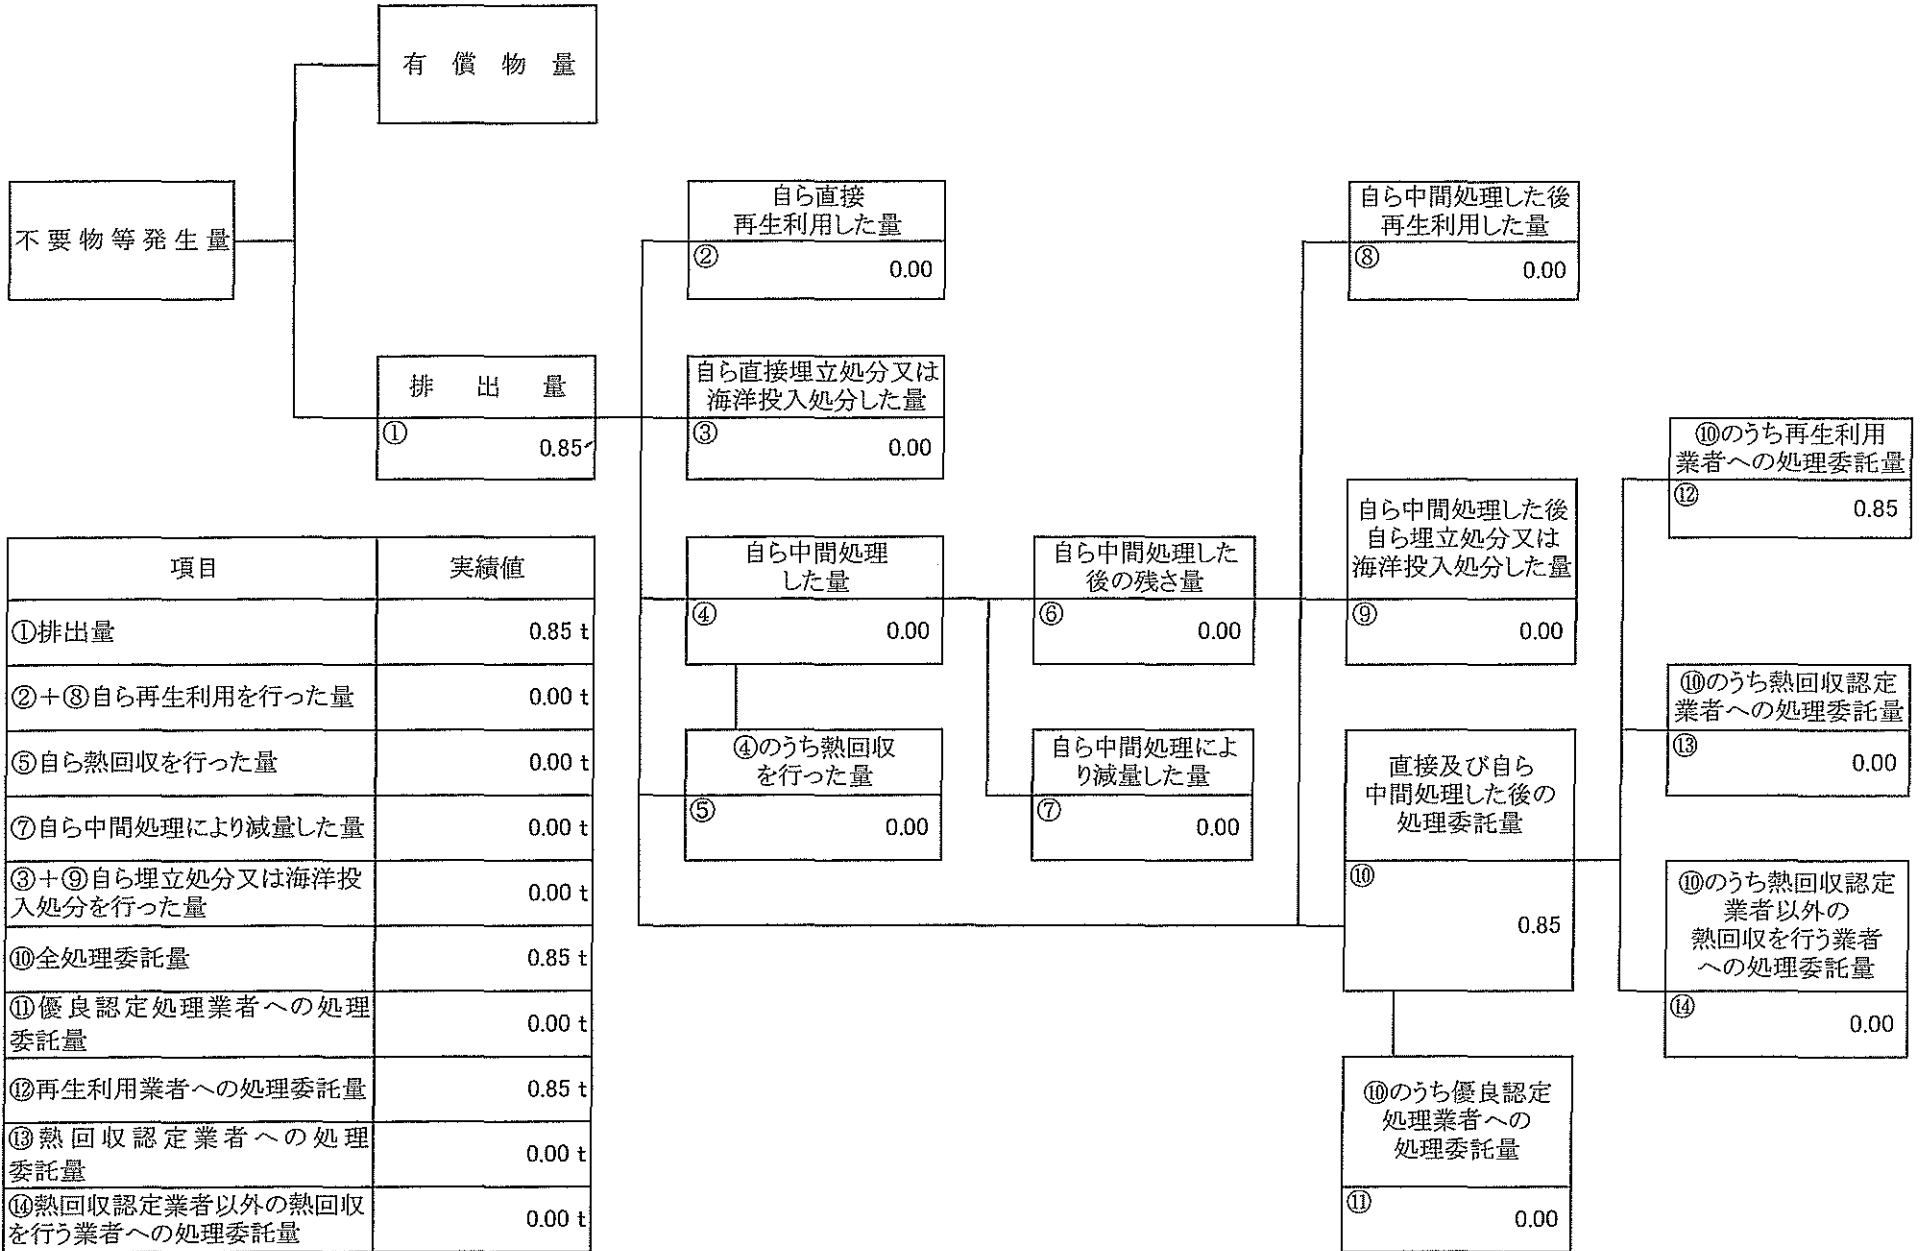 有償物量
不要物等発生量
排出量
①
0.85
自ら直接
再生利用した量
②
0.00
自ら直接埋立処分又は
海洋投入処分した量
③
0.00
自ら中間処理
した量
④
0.00
④のうち熱回収
を行った量
⑤
0.00
自ら中間処理した
後の残さ量
⑥
0.00
自ら中間処理によ
り減量した量
⑦
0.00
自ら中間処理した後
再生利用した量
⑧
0.00
自ら中間処理した後
自ら埋立処分又は
海洋投入処分した量
⑨
0.00
直接及び自ら
中間処理した後の
処理委託量
⑩
0.85
⑩のうち優良認定
処理業者への
処理委託量
⑪
0.00
⑩のうち再生利用
業者への処理委託量
⑫
0.85
⑩のうち熱回収認定
業者への処理委託量
⑬
0.00
⑩のうち熱回収認定
業者以外の
熱回収を行う業者
への処理委託量
⑭
0.00
項目 実績値
①排出量 0.85 t
②+⑧自ら再生利用を行った量 0.00 t
⑤自ら熱回収を行った量 0.00 t
⑦自ら中間処理により減量した量 0.00 t
③+⑨自ら埋立処分又は海洋投
入処分を行った量 0.00 t
⑩全処理委託量 0.85 t
⑪優良認定処理業者への処理
委託量 0.00 t
⑫再生利用業者への処理委託量 0.85 t
⑬熱回収認定業者への処理
委託量 0.00 t
⑭熱回収認定業者以外の熱回収
を行う業者への処理委託量 0.00 t